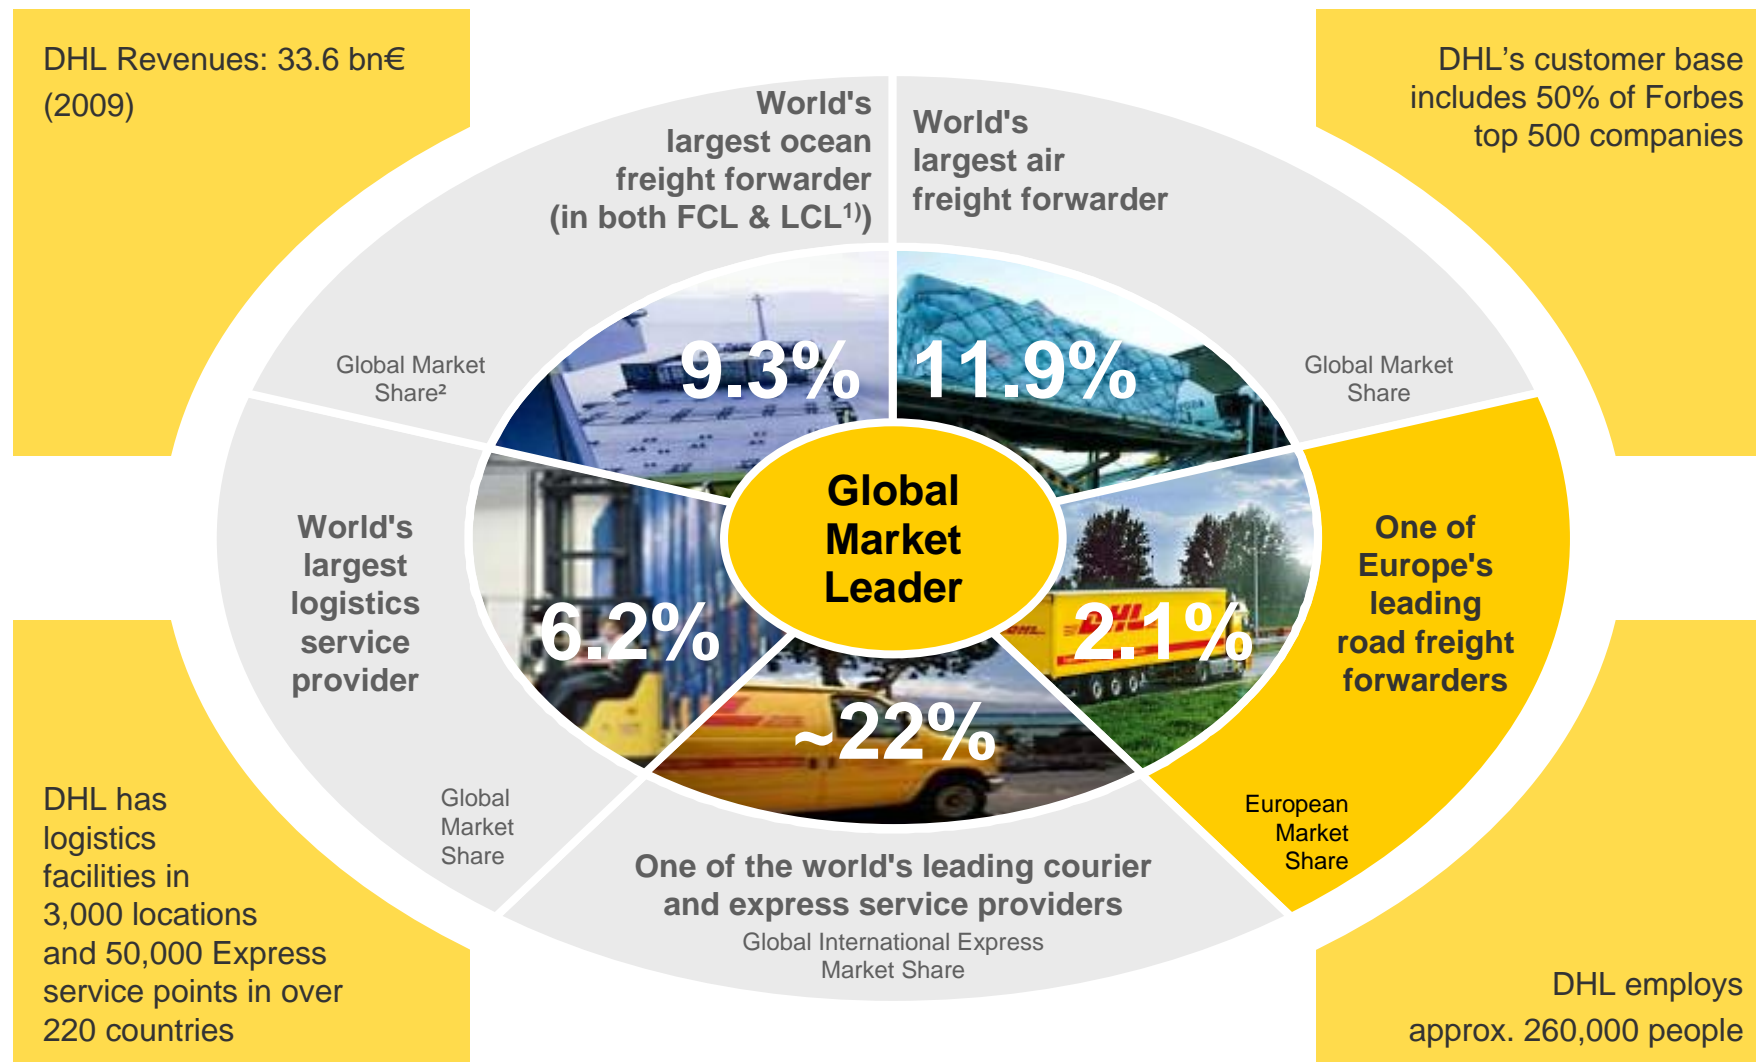 DHL Revenues: 33.6 bn€
(2009)
DHL's customer base
includes 50% of Forbes
top 500 companies
World's
largest ocean
freight forwarder
(in both FCL & LCL¹⁾)
World's
largest air
freight forwarder
Global Market
Share²
9.3%
11.9%
Global Market
Share
Global
Market
Leader
World's
largest
logistics
service
provider
6.2%
DHL
DHL
2.1%
One of
Europe's
leading
road freight
forwarders
~22%
Global
Market
Share
European
Market
Share
One of the world's leading courier
and express service providers
Global International Express
Market Share
DHL has
logistics
facilities in
3,000 locations
and 50,000 Express
service points in over
220 countries
DHL employs
approx. 260,000 people